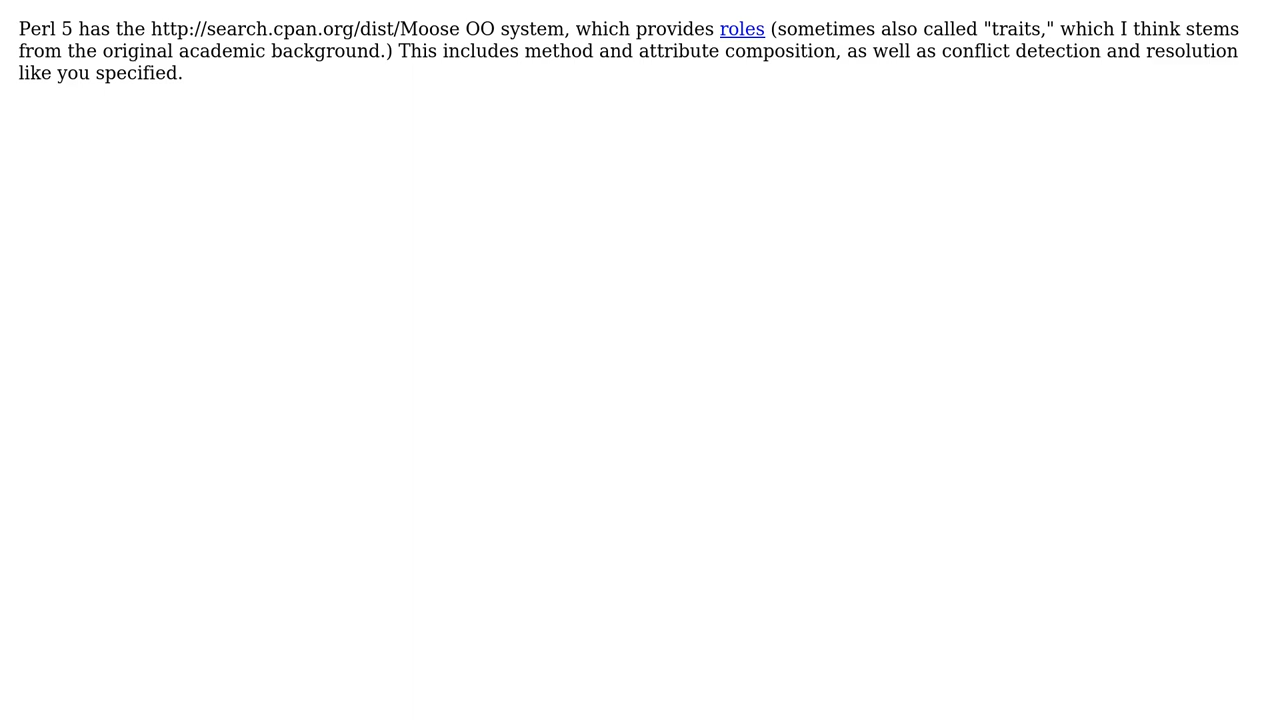 Perl 5 has the http://search.cpan.org/dist/Moose OO system, which provides roles (sometimes also called "traits," which I think stems
from the original academic background.) This includes method and attribute composition, as well as conflict detection and resolution
like you specified.